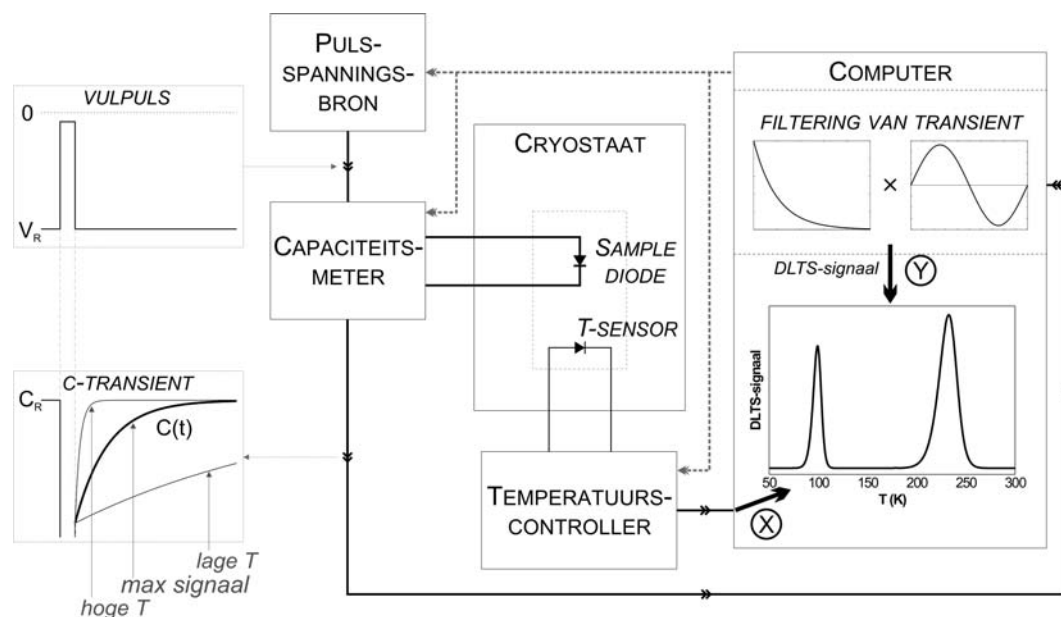 PULS-
SPANNINGS-
BRON
VULPULS
0
V_R
CAPACITEITS-
METER
C-TRANSIENT
C_R
C(t)
lage T
max signaal
hoge T
CRYOSTAAT
SAMPLE
DIODE
T-SENSOR
TEMPERATUURS-
CONTROLLER
COMPUTER
FILTERING VAN TRANSIENT
×
DLTS-signaal
Y
DLTS-signaal
50 100 150 200 250 300
T (K)
X